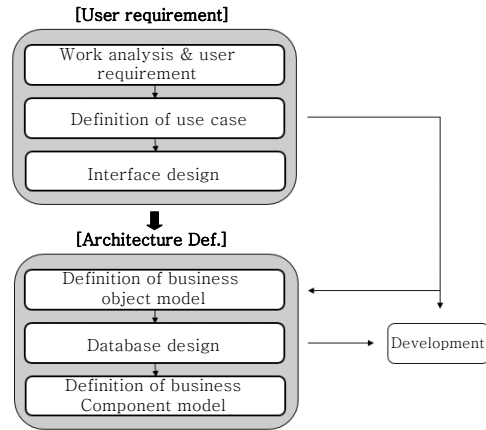 [User requirement]
Work analysis & user
requirement
Definition of use case
Interface design
[Architecture Def.]
Definition of business
object model
Database design
Definition of business
Component model
Development